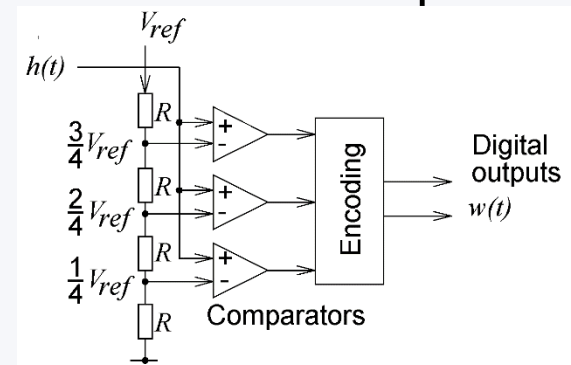 V_ref
h(t)
R
+
-
3/4 V_ref
R
+
-
2/4 V_ref
R
+
-
1/4 V_ref
R
Comparators
Encoding
Digital
outputs
w(t)